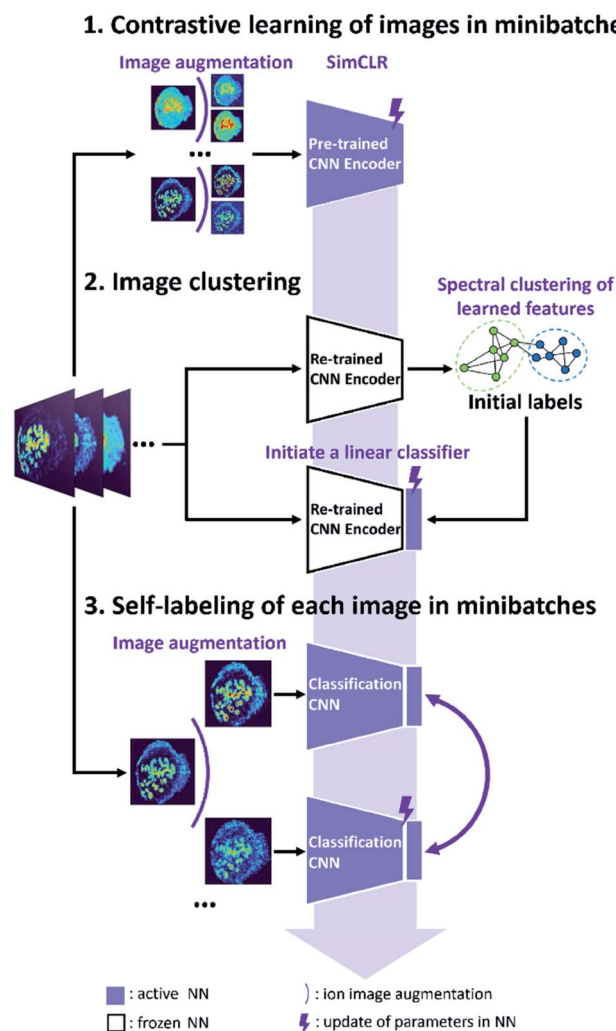 1. Contrastive learning of images in minibatche
Image augmentation
SimCLR
Pre-trained
CNN Encoder
...
2. Image clustering
Spectral clustering of
learned features
Re-trained
CNN Encoder
Initial labels
...
Initiate a linear classifier
Re-trained
CNN Encoder
3. Self-labeling of each image in minibatches
Image augmentation
Classification
CNN
Classification
CNN
...
: active NN
: ion image augmentation
: frozen NN
: update of parameters in NN